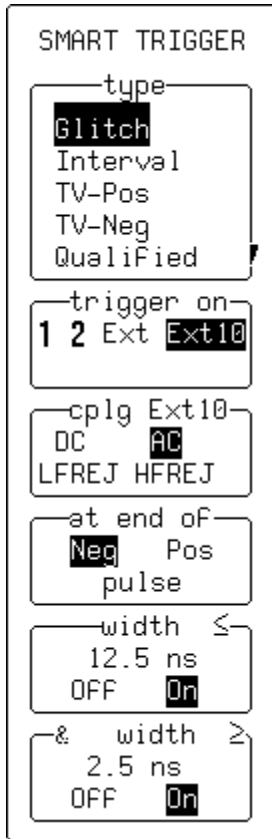 SMART TRIGGER
type
Glitch
Interval
TV-Pos
TV-Neg
Qualified
trigger on
1 2 Ext Ext10
cplg Ext10
DC AC
LFREJ HFREJ
at end of
Neg Pos
pulse
width ≤
12.5 ns
OFF On
& width ≥
2.5 ns
OFF On